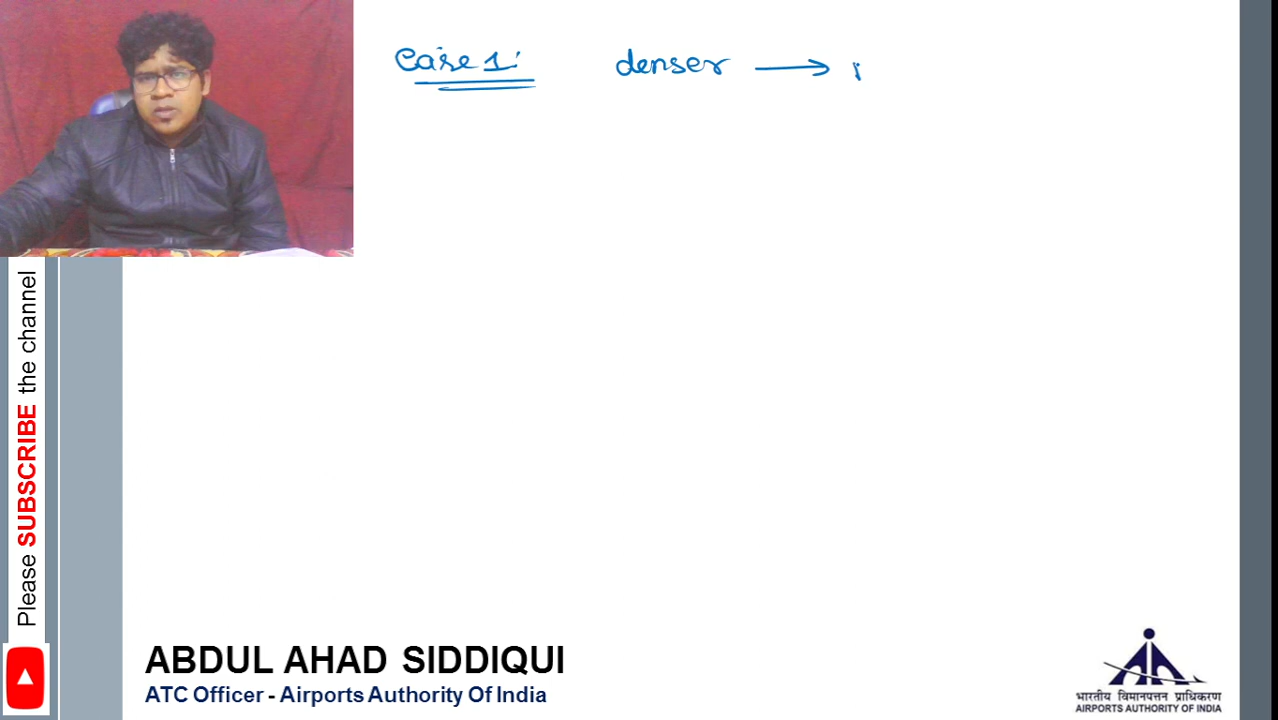 Case 1:     denser →
Please SUBSCRIBE the channel
ABDUL AHAD SIDDIQUI
ATC Officer - Airports Authority Of India
भारतीय विमानपत्तन प्राधिकरण
AIRPORTS AUTHORITY OF INDIA